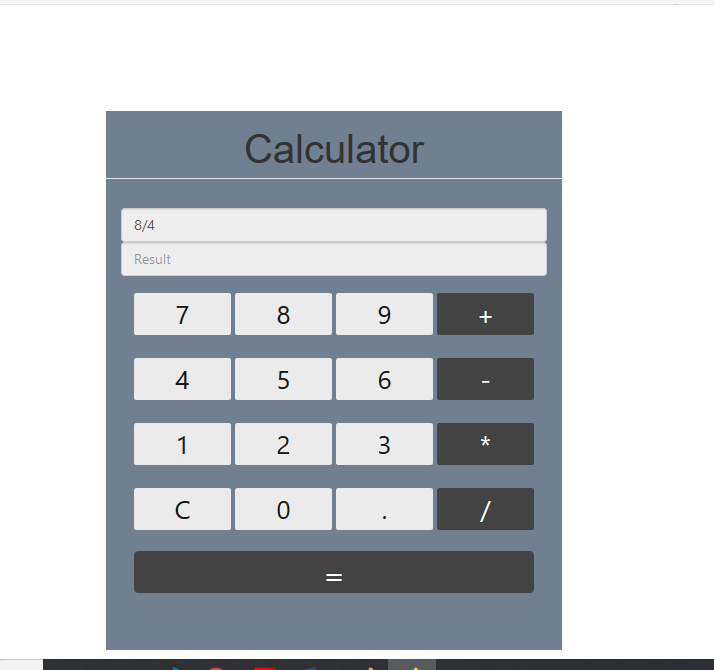 Calculator
8/4
Result
7 8 9 +
4 5 6 -
1 2 3 *
C 0 . /
=